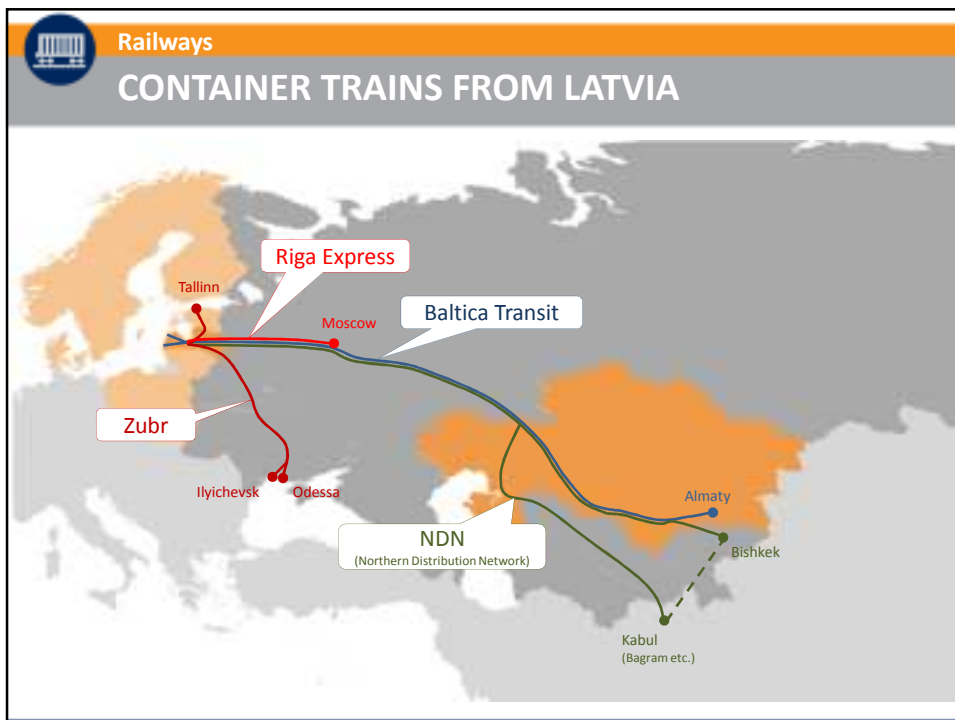 Railways
CONTAINER TRAINS FROM LATVIA
Riga Express
Tallinn
Baltica Transit
Moscow
Zubr
Ilyichevsk
Odessa
Almaty
NDN
(Northern Distribution Network)
Bishkek
Kabul
(Bagram etc.)